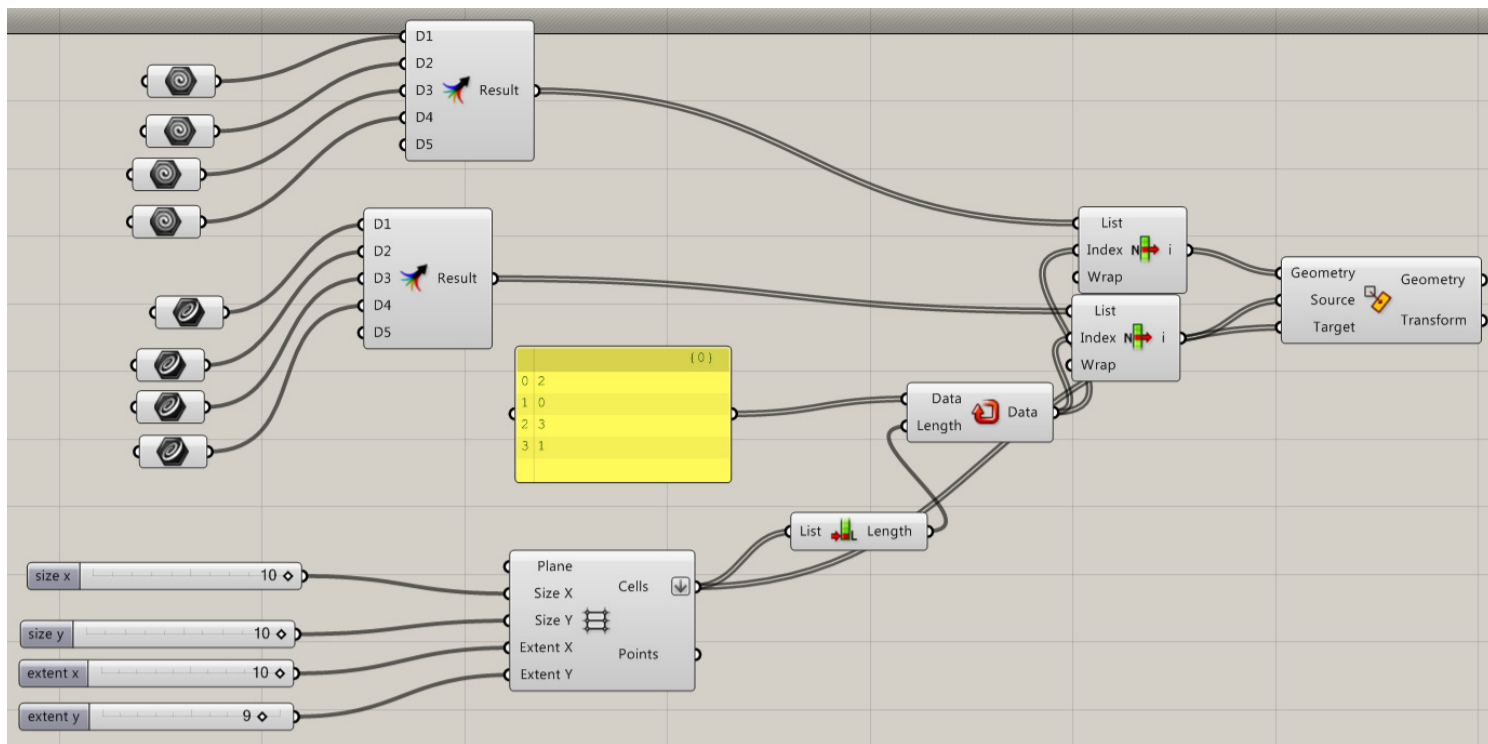 D1
D2
D3
D4
D5
Result
D1
D2
D3
D4
D5
Result
List
Index
Wrap
N
i
List
Index
Wrap
N
i
Geometry
Source
Target
Geometry
Transform
{0}
0 2
1 0
2 3
3 1
Data
Length
Data
List
L
Length
size x 10
size y 10
extent x 10
extent y 9
Plane
Size X
Size Y
Extent X
Extent Y
Cells
Points